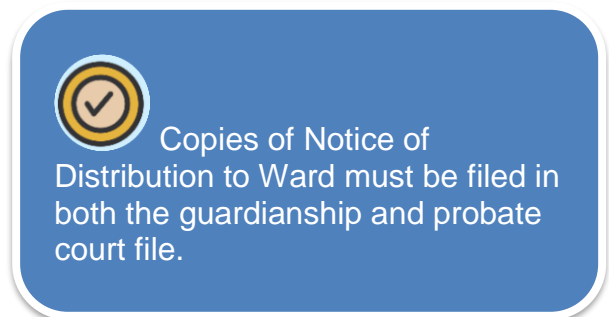 Copies of Notice of
Distribution to Ward must be filed in
both the guardianship and probate
court file.